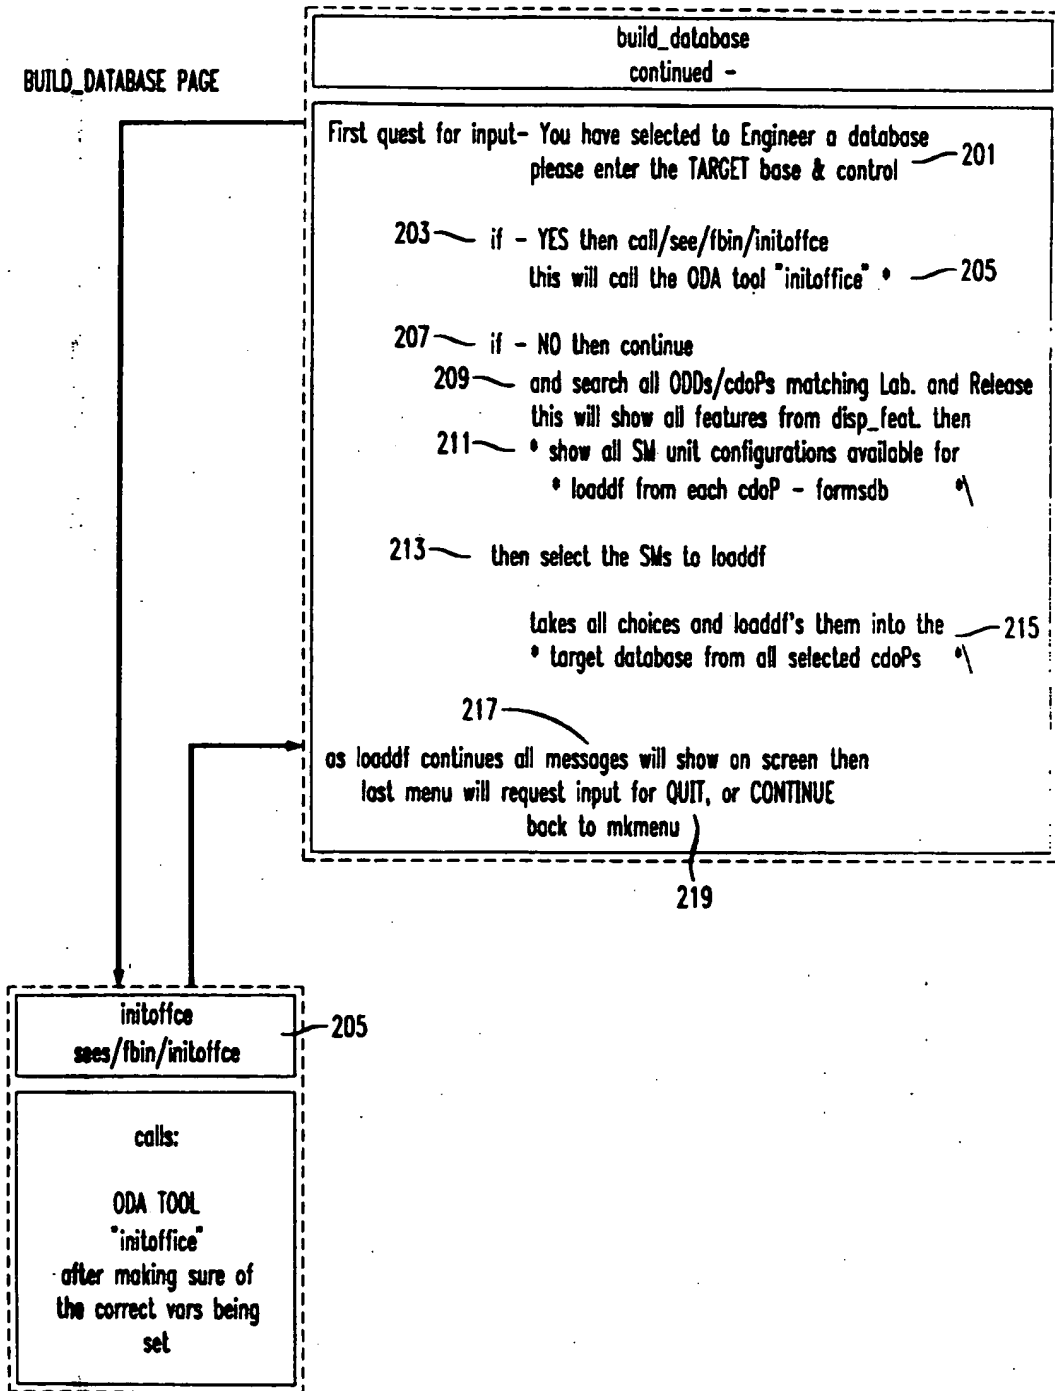 build_database
continued -
BUILD_DATABASE PAGE
First quest for input- You have selected to Engineer a database
please enter the TARGET base & control
201
203 if - YES then call/see/fbin/initoffce
this will call the ODA tool "initoffice" *
205
207 if - NO then continue
209 and search all ODDs/cdoPs matching Lab. and Release
this will show all features from disp_feat. then
211 * show all SM unit configurations available for
* loaddf from each cdoP - formsdb *\
213 then select the SMs to loaddf
takes all choices and loaddf's them into the
215
* target database from all selected cdoPs *\
217
as loaddf continues all messages will show on screen then
last menu will request input for QUIT, or CONTINUE
back to mkmenu
219
initoffce
205
sees/fbin/initoffce
calls:
ODA TOOL
"initoffice"
after making sure of
the correct vars being
set